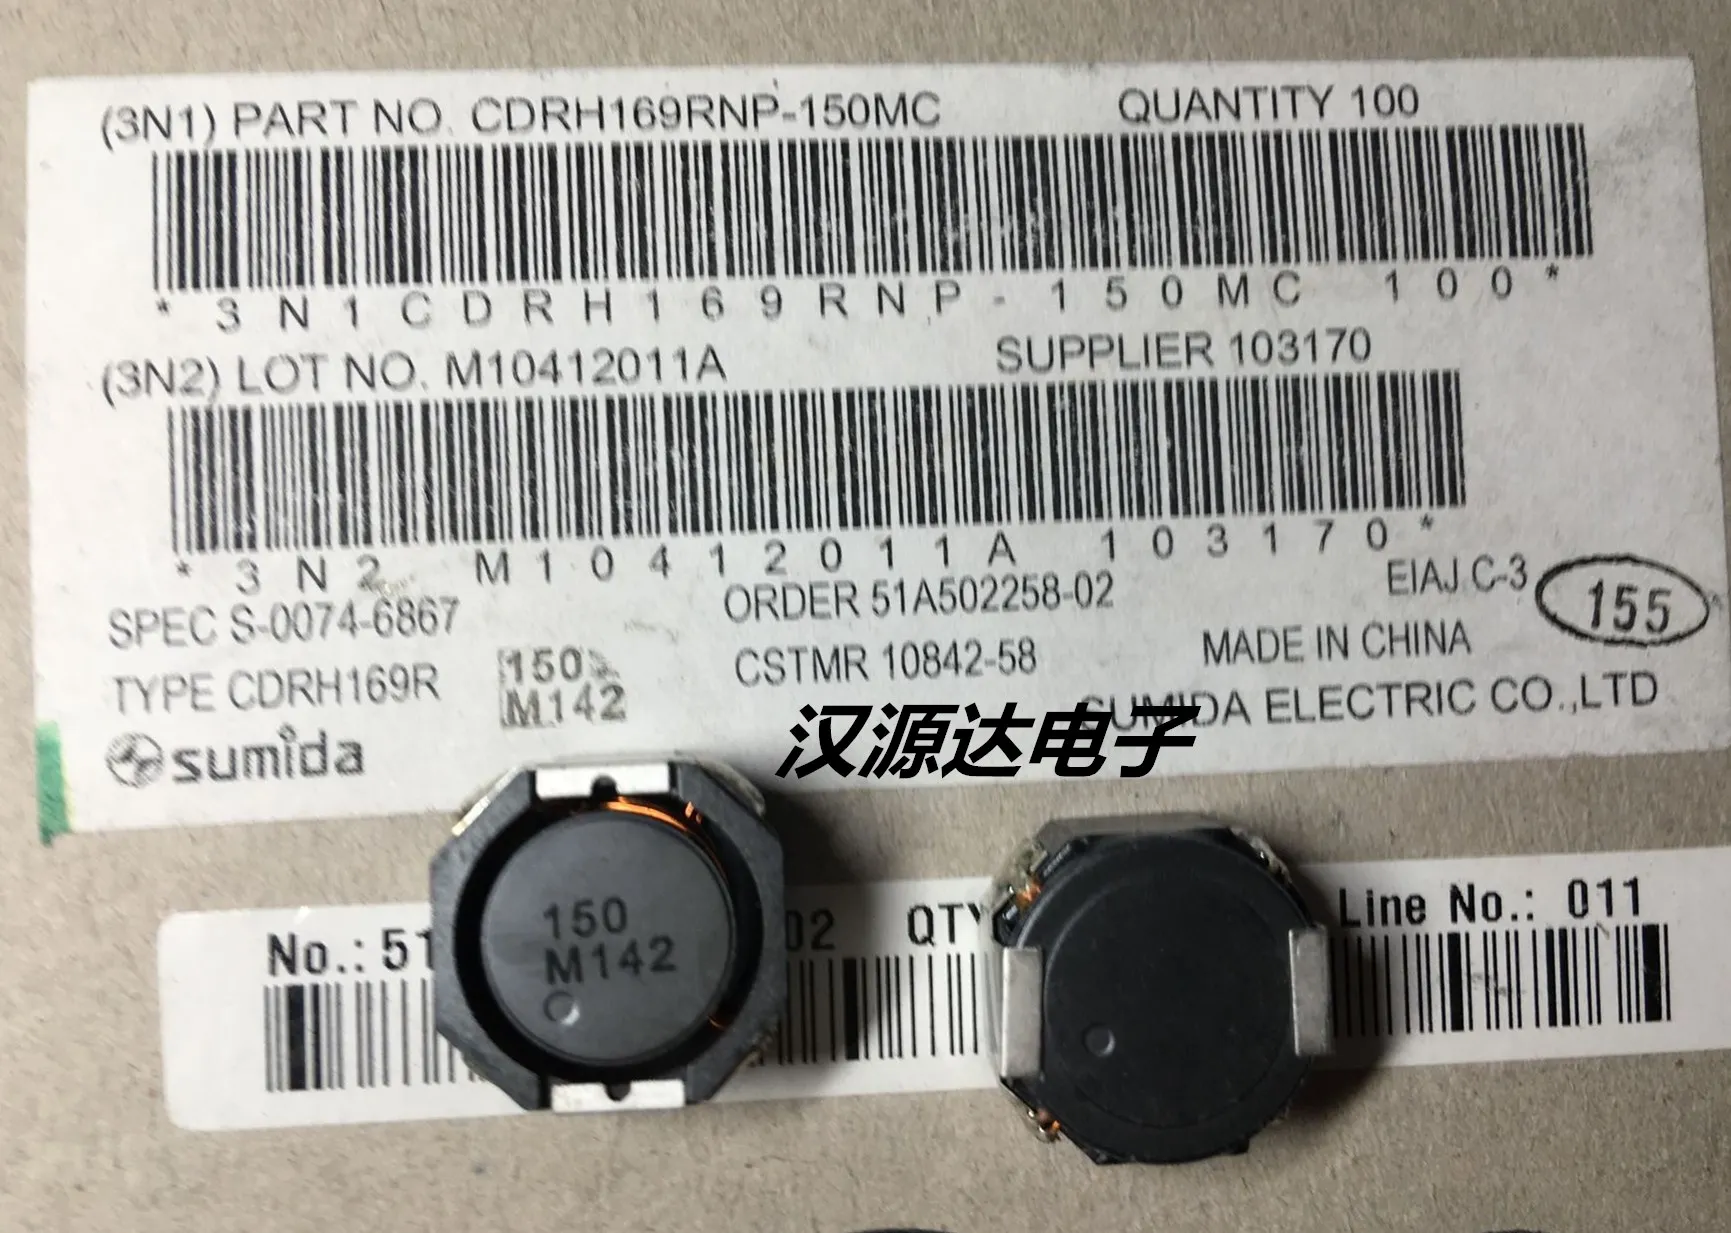 (3N1) PART NO. CDRH169RNP-150MC QUANTITY 100
*3N1CDRH169RNP-150MC 100*
(3N2) LOT NO. M10412011A SUPPLIER 103170
*3N2 M10412011A 103170*
SPEC S-0074-6867 ORDER 51A502258-02 EIAJ C-3 155
TYPE CDRH169R 150 M142 CSTMR 10842-58 MADE IN CHINA
sumida SUMIDA ELECTRIC CO.,LTD
汉源达电子
150
M142
No.: 51 02 QTY Line No.: 011